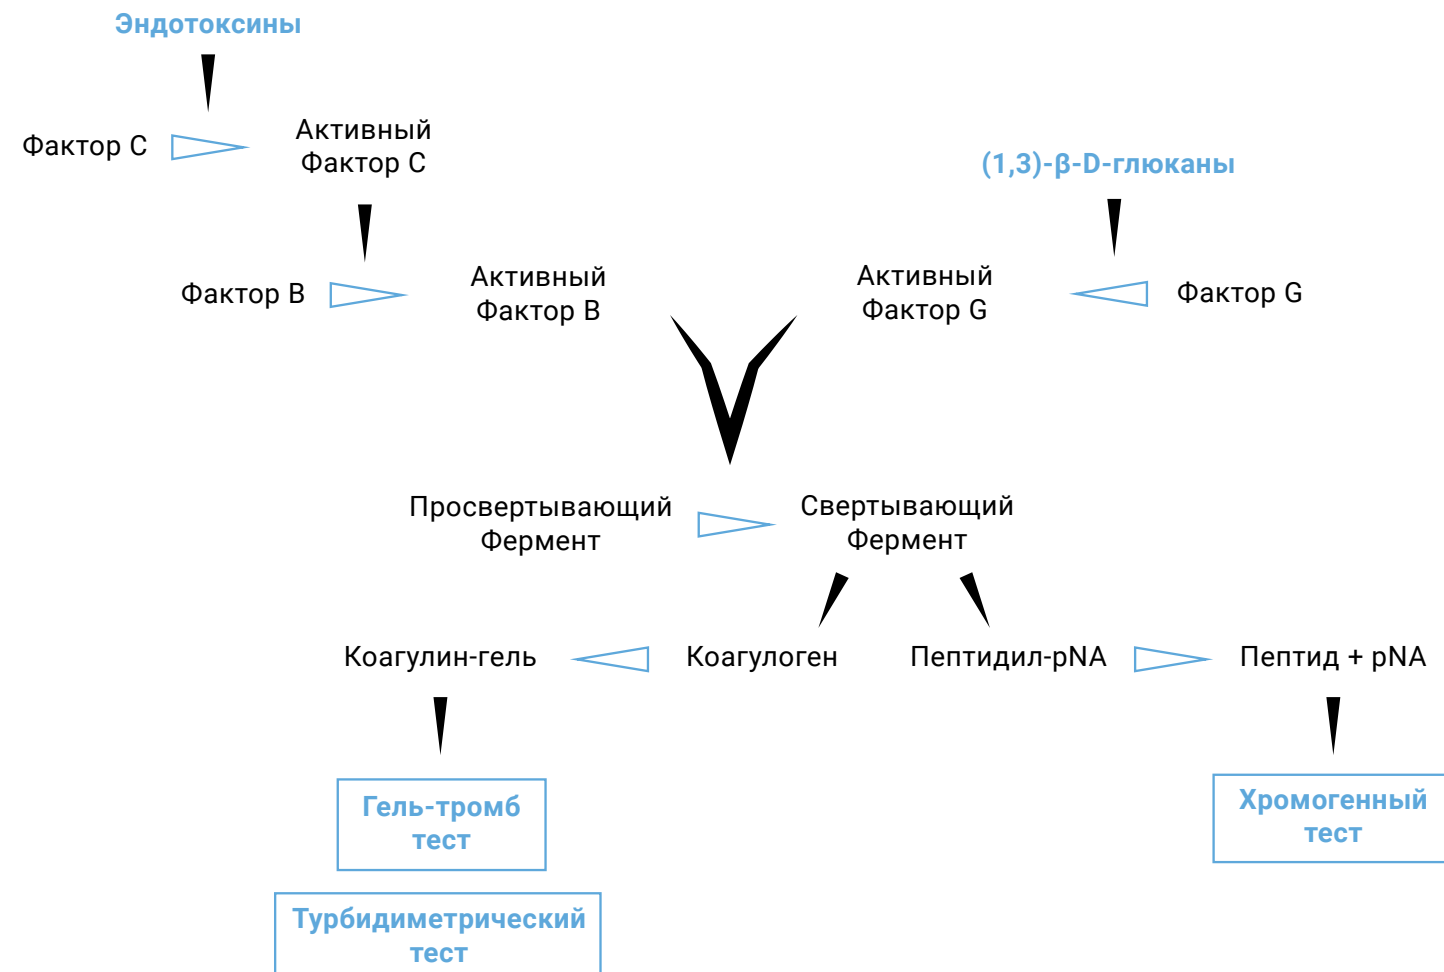 Эндотоксины
Фактор C
Активный
Фактор C
(1,3)-β-D-глюканы
Фактор B
Активный
Фактор B
Активный
Фактор G
Фактор G
Просвертывающий
Фермент
Свертывающий
Фермент
Коагулин-гель
Коагулоген
Пептидил-pNA
Пептид + pNA
Гель-тромб
тест
Хромогенный
тест
Турбидиметрический
тест